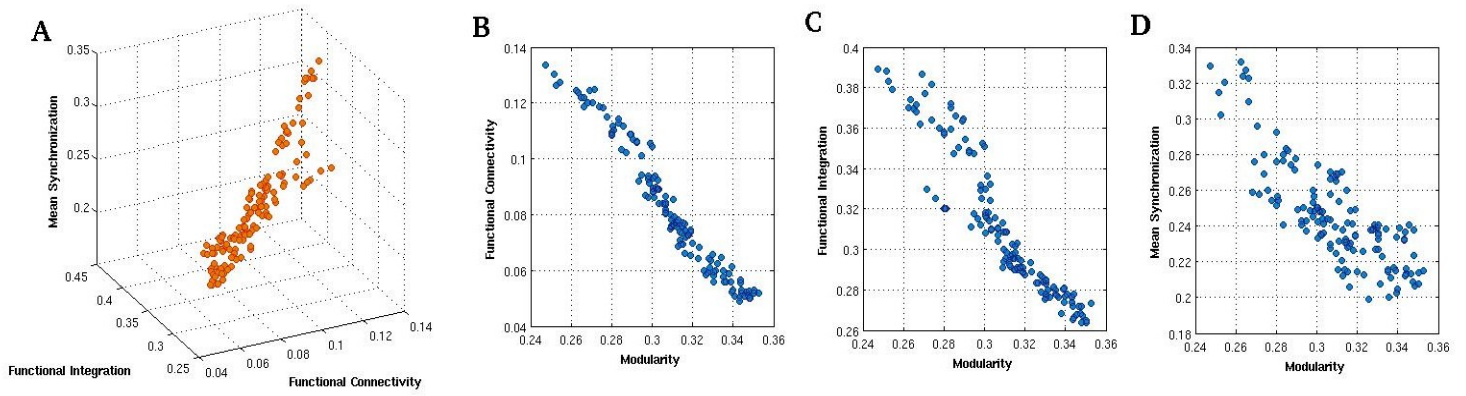 A
0.35
0.3
0.25
0.2
Mean Synchronization
0.45
0.4
0.35
0.3
0.25
Functional Integration
0.04
0.06
0.08
0.1
0.12
0.14
Functional Connectivity
B
0.14
0.12
0.1
0.08
0.06
0.04
Functional Connectivity
0.24 0.26 0.28 0.3 0.32 0.34 0.36
Modularity
C
0.4
0.38
0.36
0.34
0.32
0.3
0.28
0.26
Functional Integration
0.24 0.26 0.28 0.3 0.32 0.34 0.36
Modularity
D
0.34
0.32
0.3
0.28
0.26
0.24
0.22
0.2
0.18
Mean Synchronization
0.24 0.26 0.28 0.3 0.32 0.34 0.36
Modularity